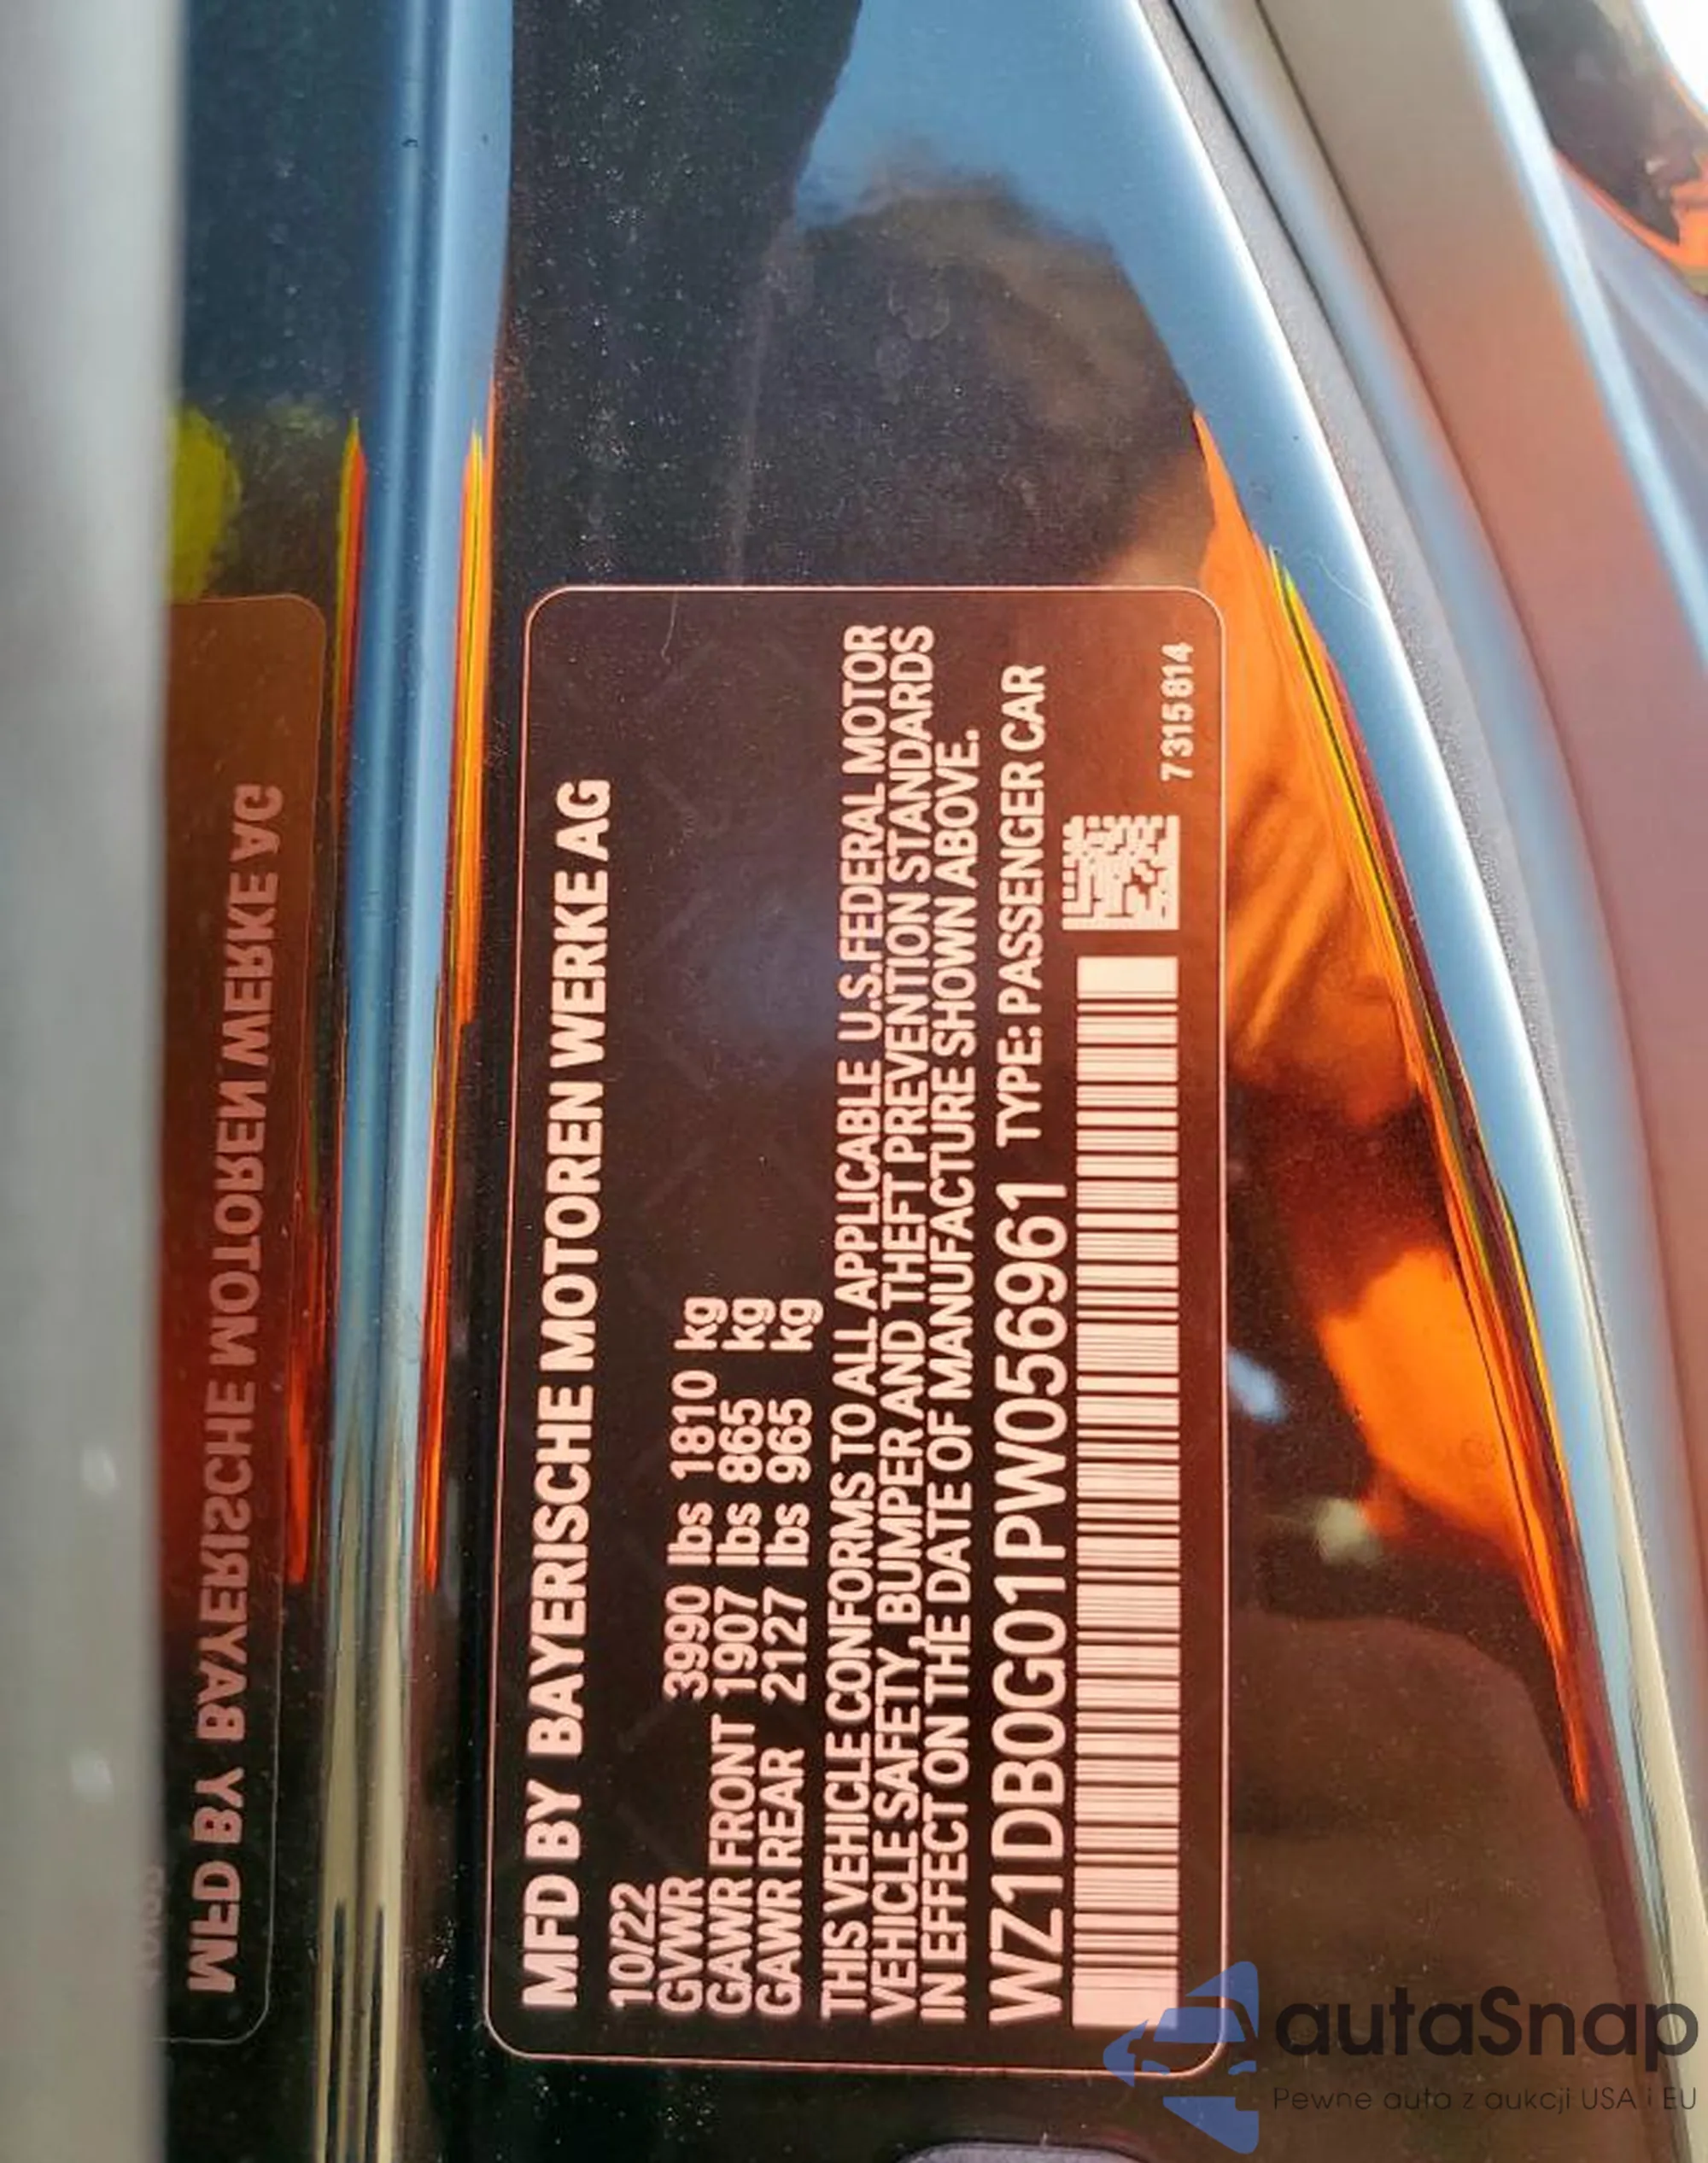 MFD BY BAYERISCHE MOTOREN WERKE AG
10/22
GVWR 3990 lbs 1810 kg
GAWR FRONT 1907 lbs 865 kg
GAWR REAR 2127 lbs 965 kg
THIS VEHICLE CONFORMS TO ALL APPLICABLE U.S. FEDERAL MOTOR
VEHICLE SAFETY, BUMPER AND THEFT PREVENTION STANDARDS
IN EFFECT ON THE DATE OF MANUFACTURE SHOWN ABOVE.
WZ1DB0G01PW056961 TYPE: PASSENGER CAR
7315814
MFD BY BAYERISCHE MOTOREN WERKE AG
autaSnap
Pewne auta z aukcji USA i EU